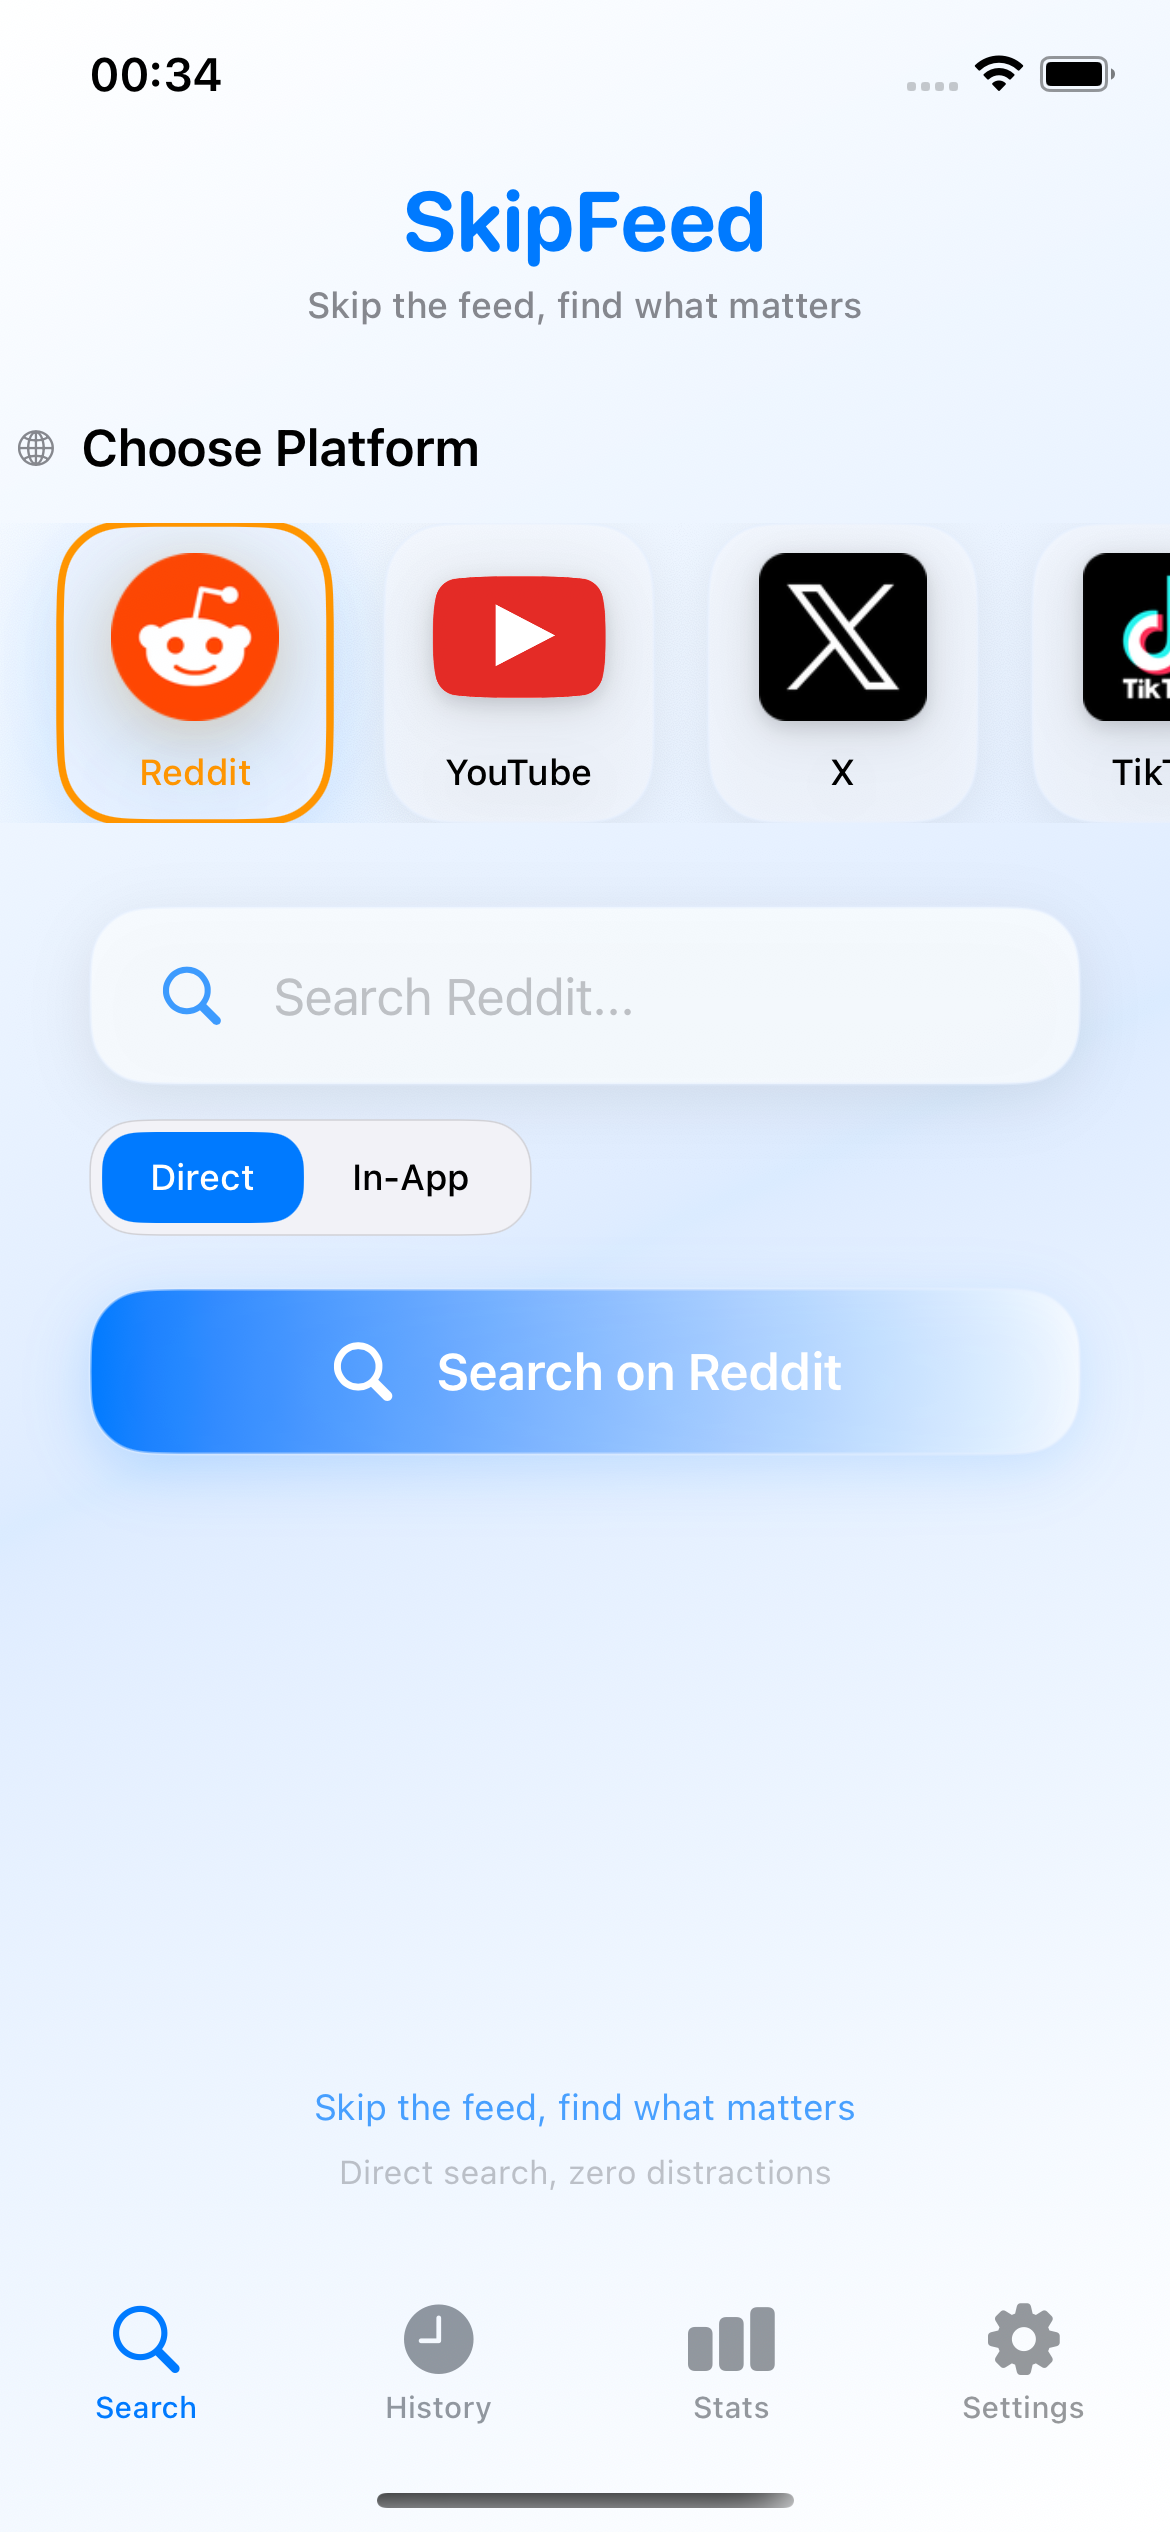 00:34
SkipFeed
Skip the feed, find what matters
Choose Platform
TikT
Reddit
YouTube
X
TikT
Search Reddit...
Direct
In-App
Search on Reddit
Skip the feed, find what matters
Direct search, zero distractions
Search
History
Stats
Settings